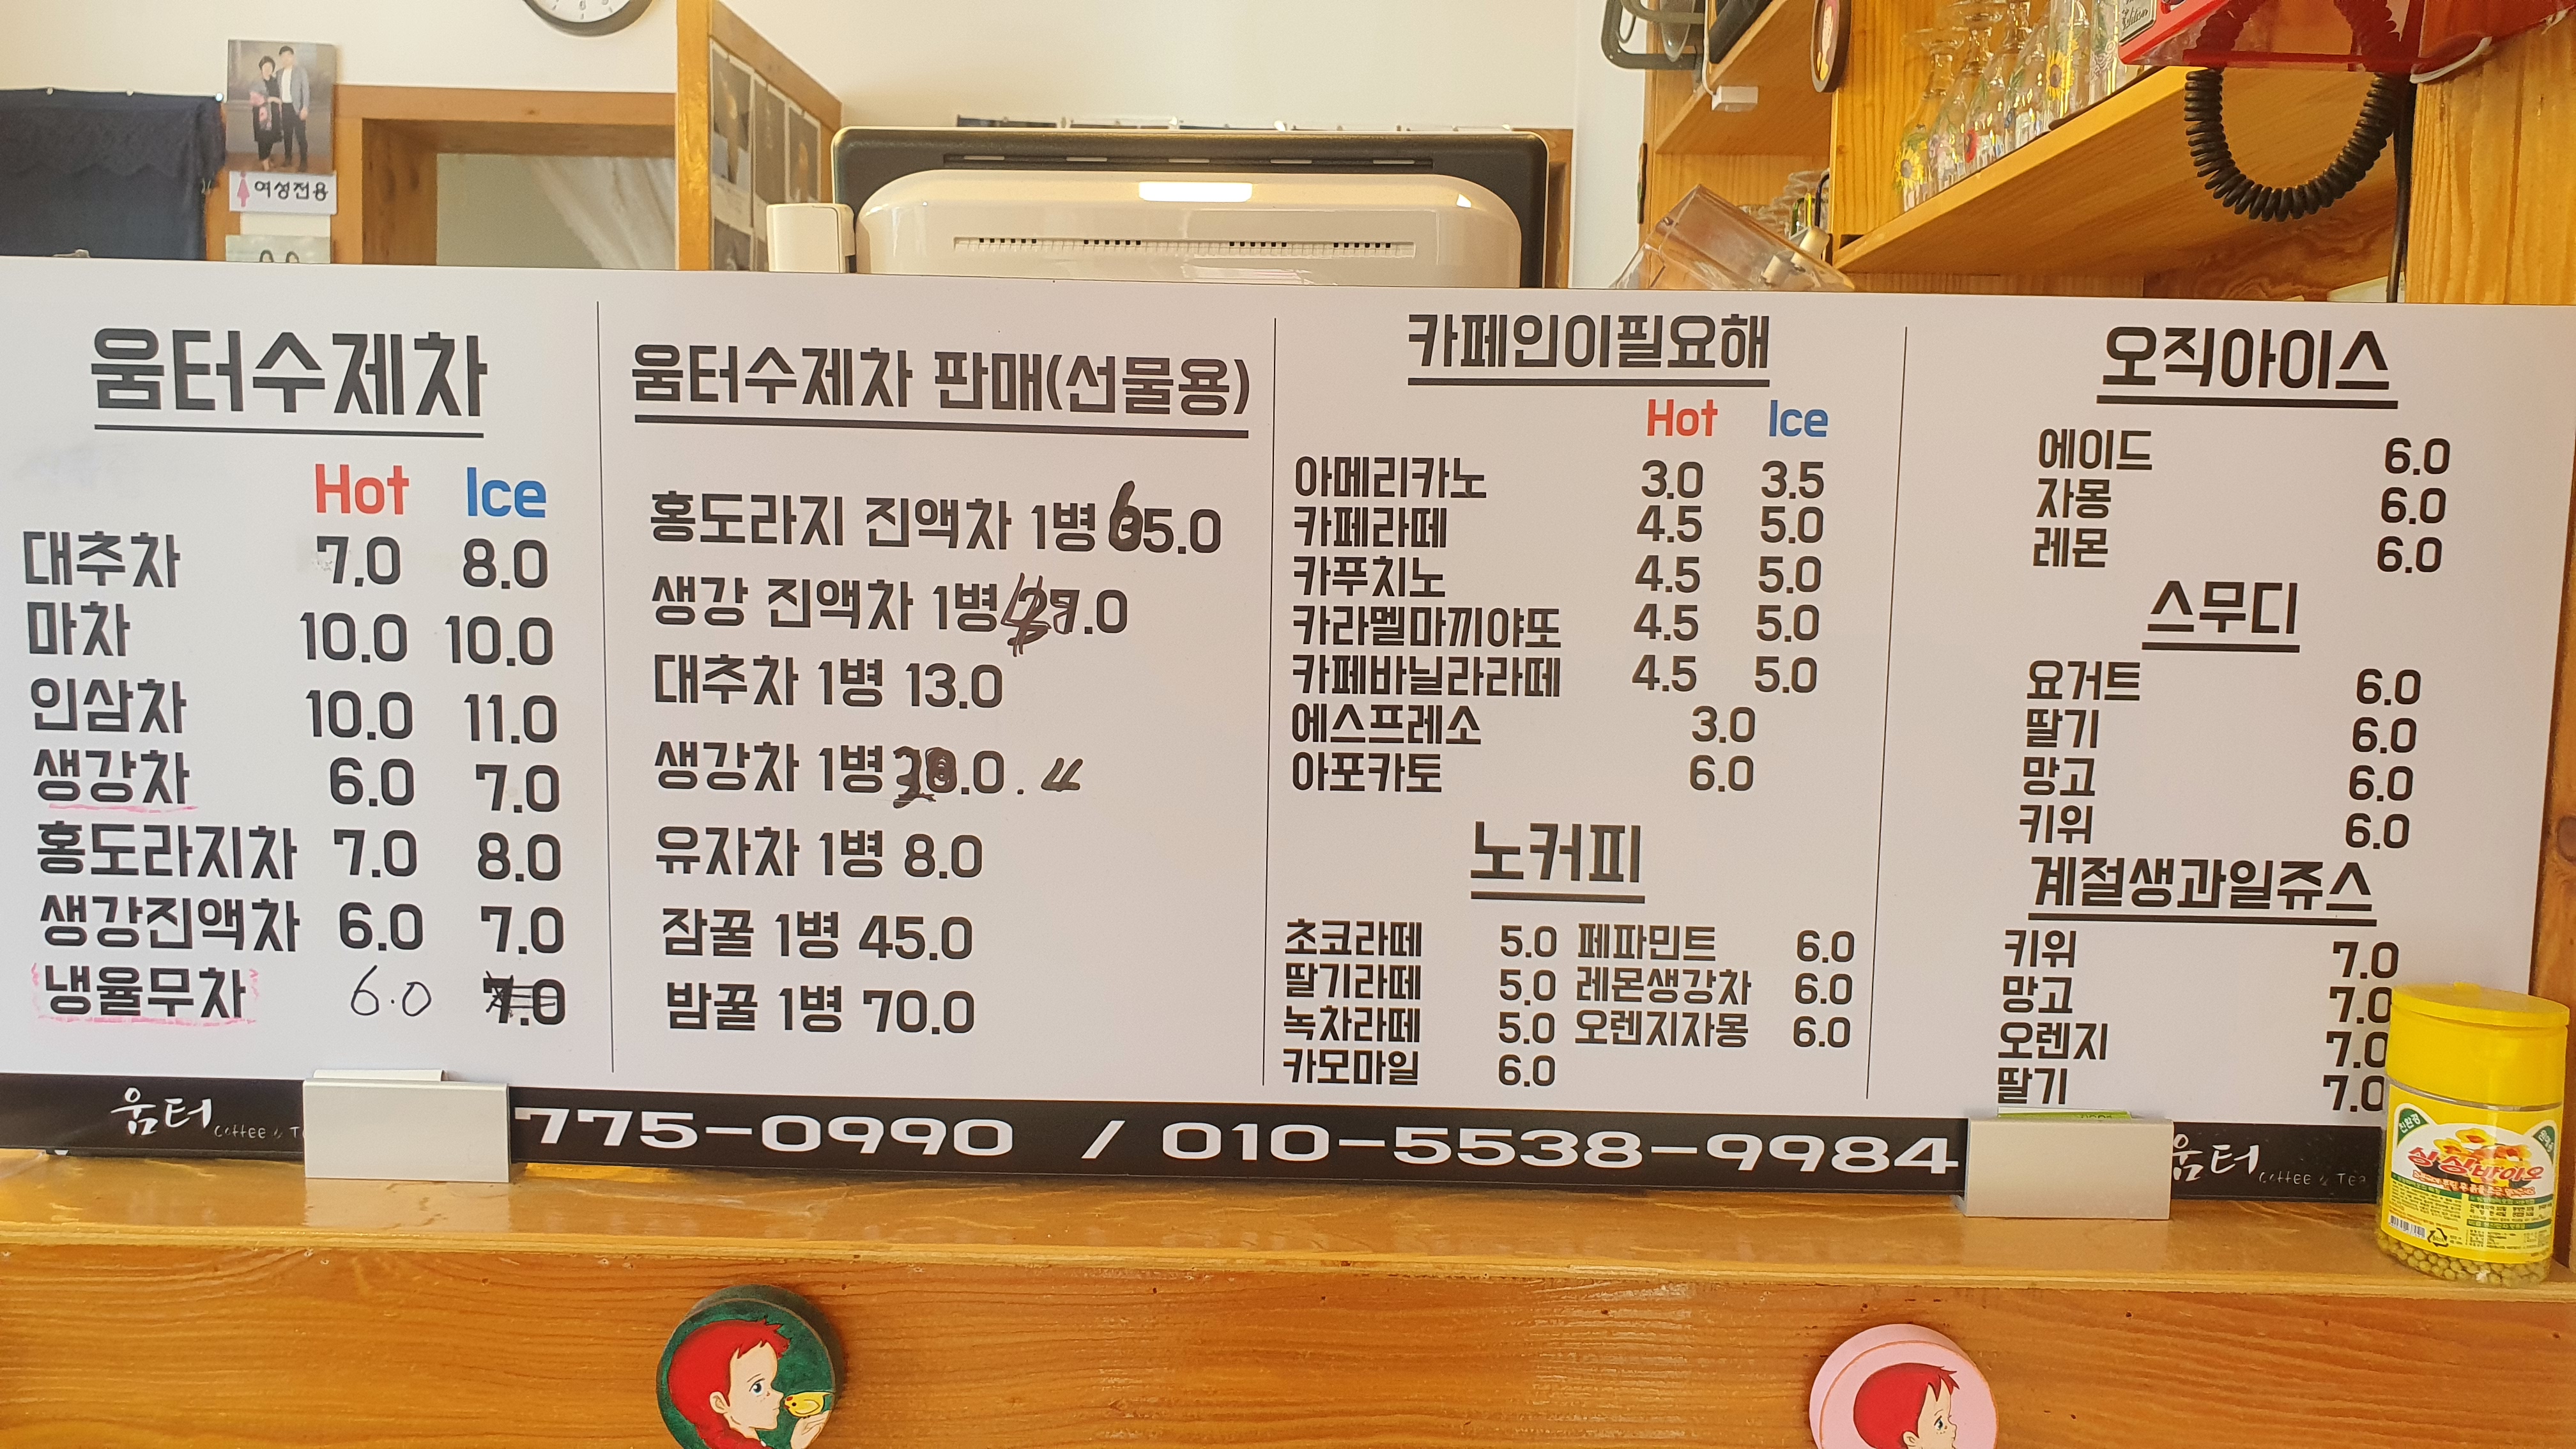 여성전용
움터수제차
Hot Ice
대추차 7.0 8.0
마차 10.0 10.0
인삼차 10.0 11.0
생강차 6.0 7.0
홍도라지차 7.0 8.0
생강진액차 6.0 7.0
냉율무차 6.0 7.0
움터수제차 판매(선물용)
홍도라지 진액차 1병 65.0
생강 진액차 1병
대추차 1병 13.0
생강차 1병
유자차 1병 8.0
잠꿀 1병 45.0
밤꿀 1병 70.0
카페인이필요해
Hot Ice
아메리카노 3.0 3.5
카페라떼 4.5 5.0
카푸치노 4.5 5.0
카라멜마끼야또 4.5 5.0
카페바닐라라떼 4.5 5.0
에스프레소 3.0
아포카토 6.0
노커피
초코라떼 5.0 페파민트 6.0
딸기라떼 5.0 레몬생강차 6.0
녹차라떼 5.0 오렌지자몽 6.0
카모마일 6.0
오직아이스
에이드 6.0
자몽 6.0
레몬 6.0
스무디
요거트 6.0
딸기 6.0
망고 6.0
키위 6.0
계절생과일쥬스
키위 7.0
망고 7.0
오렌지 7.0
딸기 7.0
움터 COFFEE & T
775-0990 / 010-5538-9984
움터 COFFEE & TEA
친환경
싱싱바이오